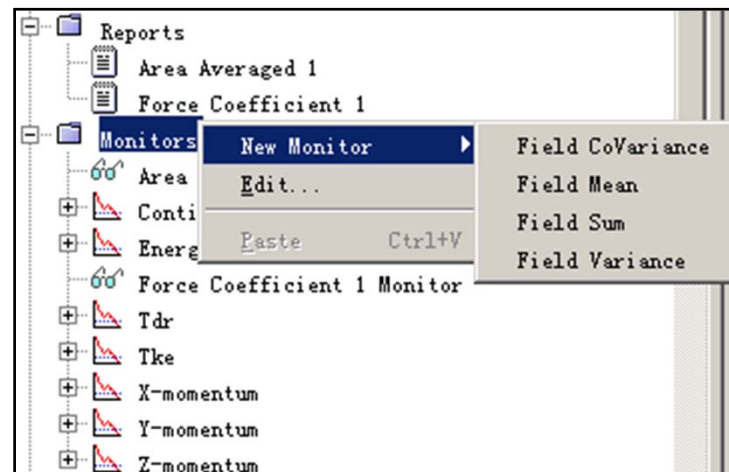 Reports
Area Averaged 1
Force Coefficient 1
Monitors
New Monitor
Field CoVariance
Area
Edit...
Field Mean
Conti
Field Sum
Energ
Paste Ctrl+V
Field Variance
Force Coefficient 1 Monitor
Tdr
Tke
X-momentum
Y-momentum
Z-momentum